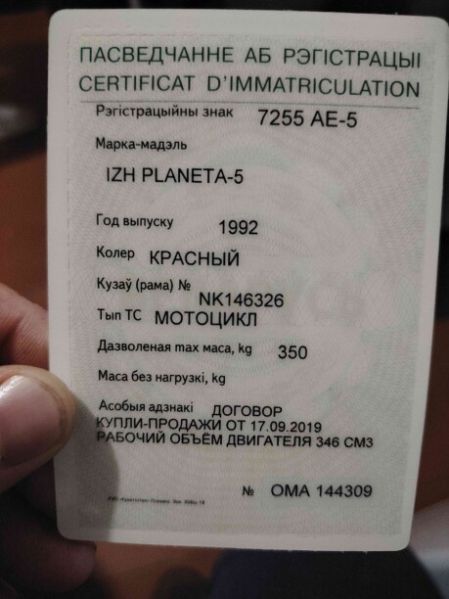 ПАСВЕДЧАННЕ АБ РЭГІСТРАЦЫІ
CERTIFICAT D'IMMATRICULATION
Рэгістрацыйны знак 7255 AE-5
Марка-мадэль
IZH PLANETA-5
Год выпуску 1992
Колер КРАСНЫЙ
Кузаў (рама) № NK146326
Тып ТС МОТОЦИКЛ
Дазволеная max маса, kg 350
Маса без нагрузкі, kg
Асобыя адзнакі ДОГОВОР
КУПЛИ-ПРОДАЖИ ОТ 17.09.2019
РАБОЧИЙ ОБЪЁМ ДВИГАТЕЛЯ 346 СМ3
№ ОМА 144309